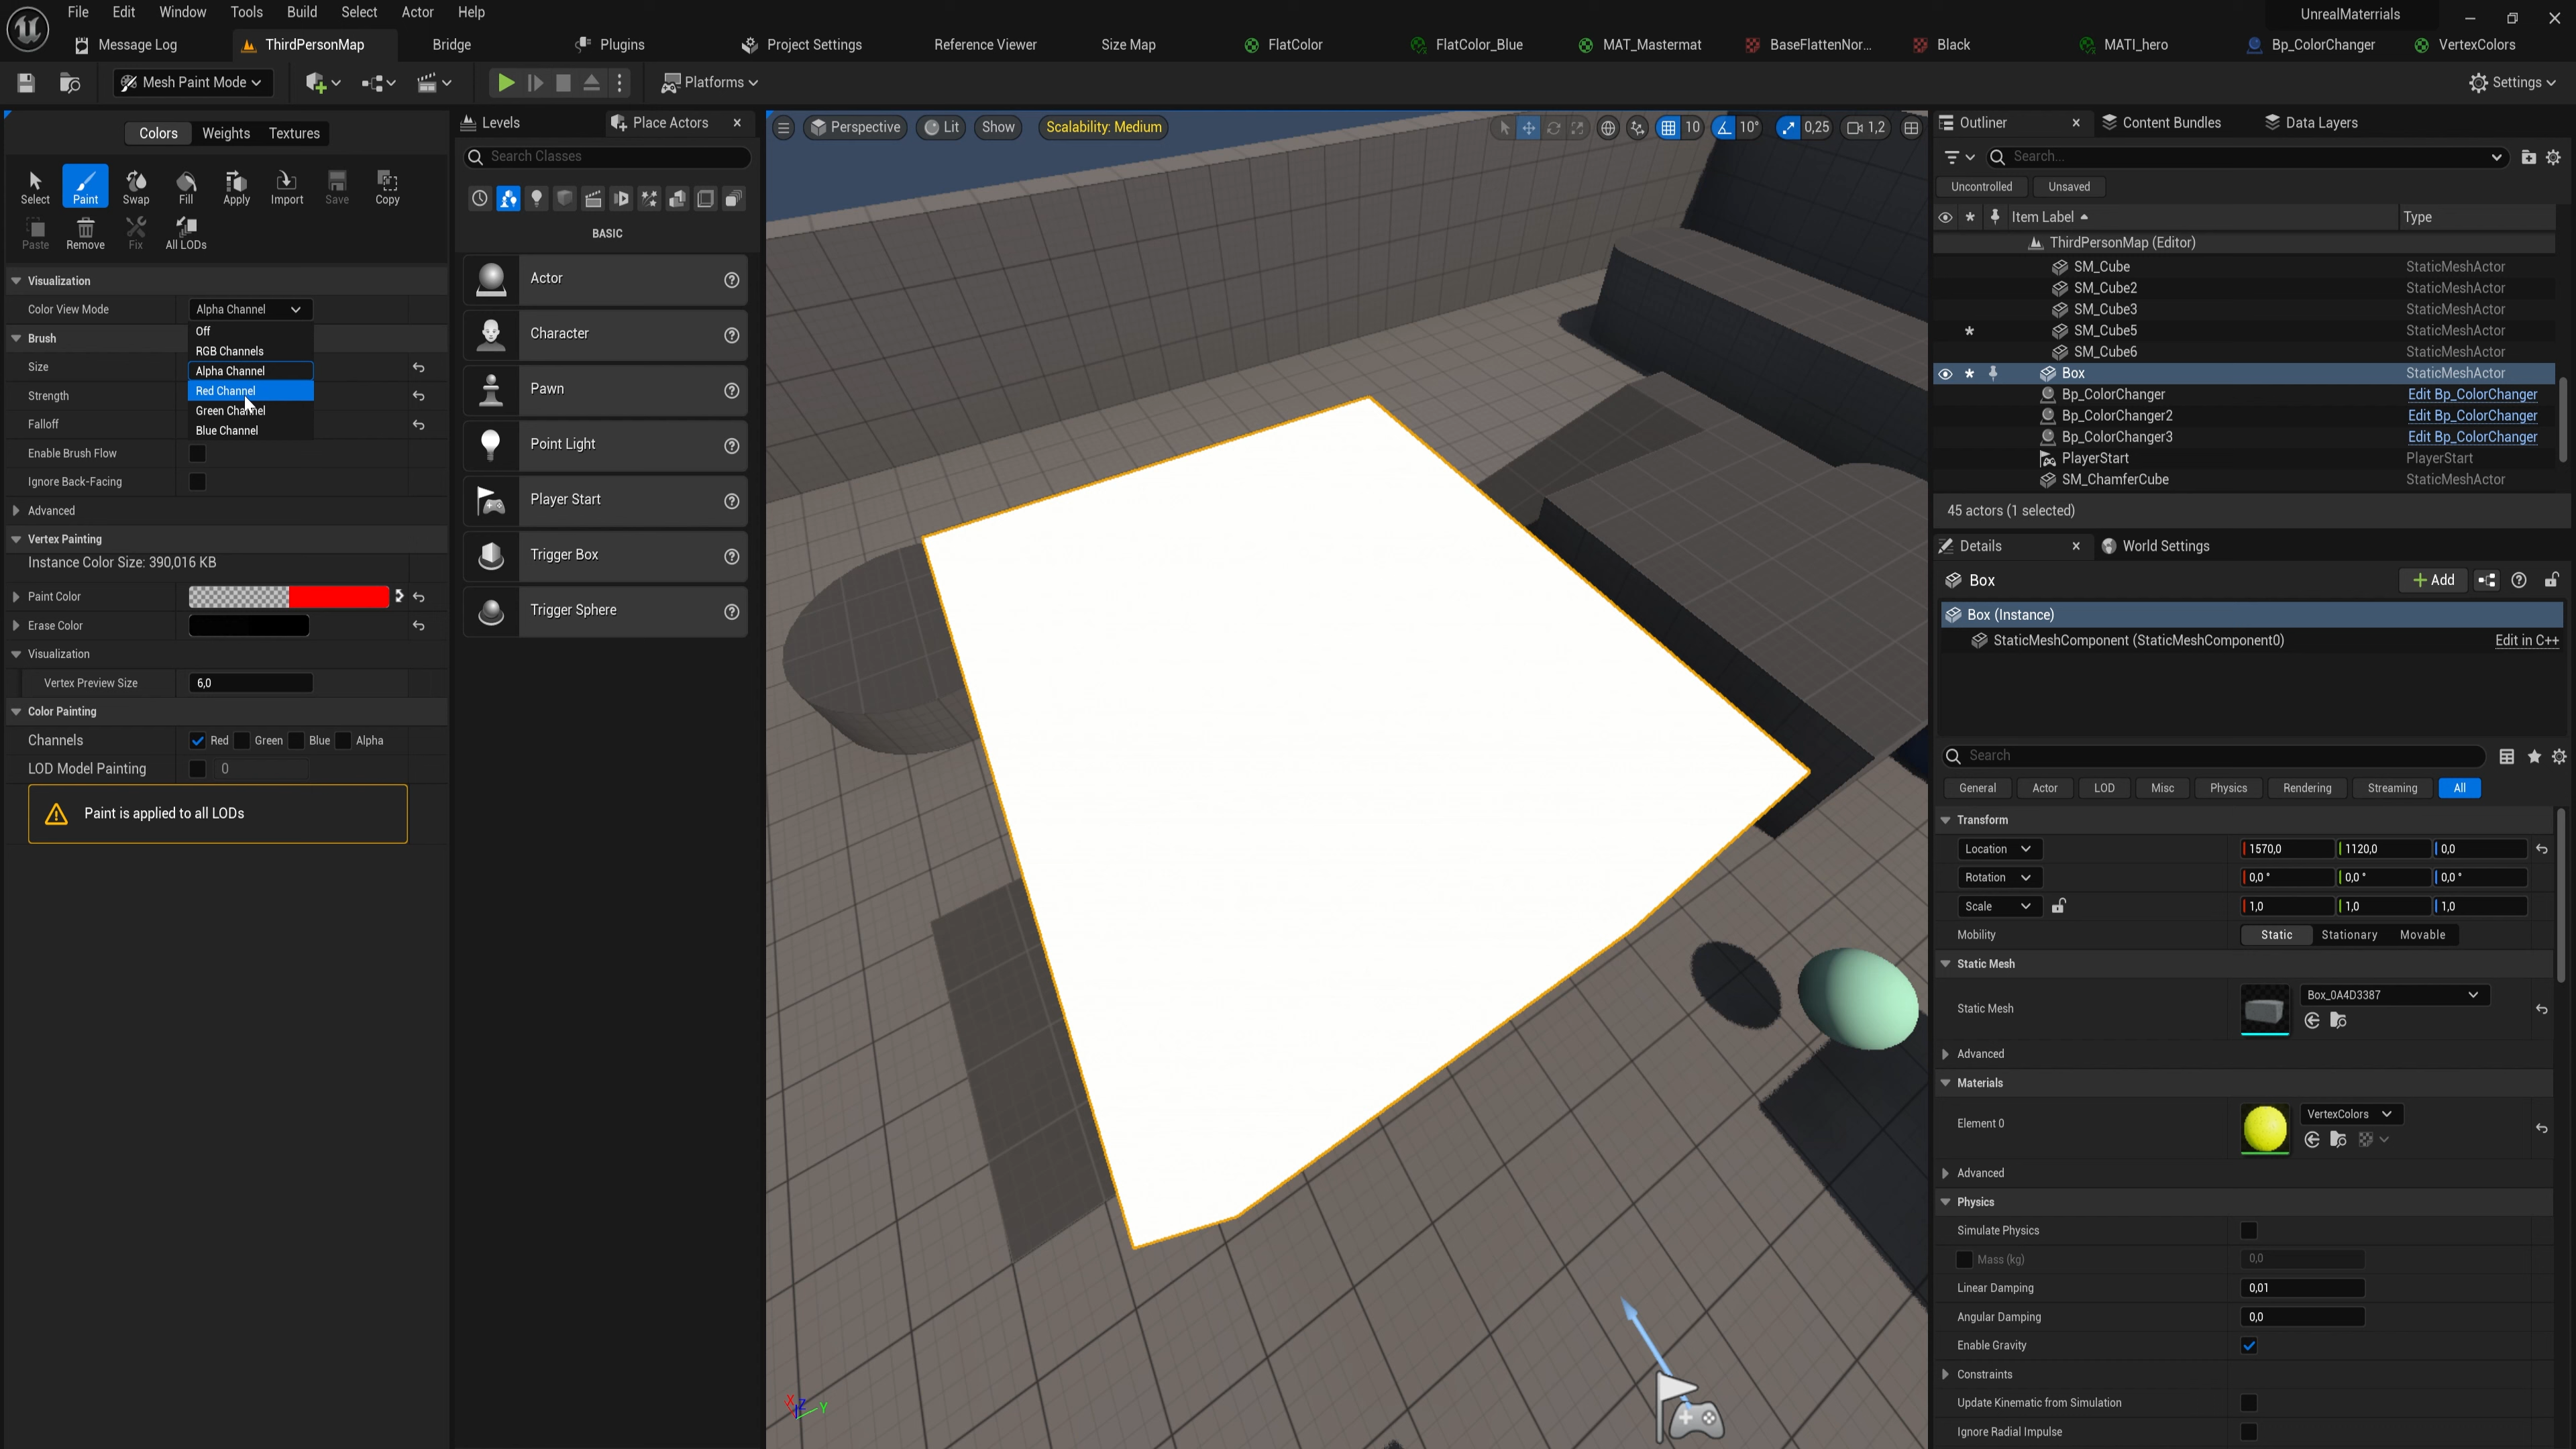 File Edit Window Tools Build Select Actor Help
UnrealMaterrials
Message Log
ThirdPersonMap
Bridge
Plugins
Project Settings
Reference Viewer
Size Map
FlatColor
FlatColor_Blue
MAT_Mastermat
BaseFlattenNor...
Black
MATI_hero
Bp_ColorChanger
VertexColors
Mesh Paint Mode
Platforms
Settings
Colors Weights Textures
Select Paint Swap Fill Apply Import Save Copy
Paste Remove Fix All LODs
Visualization
Color View Mode Alpha Channel
Off
RGB Channels
Alpha Channel
Red Channel
Green Channel
Blue Channel
Brush
Size
Strength
Falloff
Enable Brush Flow
Ignore Back-Facing
Advanced
Vertex Painting
Instance Color Size: 390,016 KB
Paint Color
Erase Color
Visualization
Vertex Preview Size 6,0
Color Painting
Channels Red Green Blue Alpha
LOD Model Painting 0
Paint is applied to all LODs
Levels
Place Actors
Search Classes
BASIC
Actor
Character
Pawn
Point Light
Player Start
Trigger Box
Trigger Sphere
Perspective Lit Show Scalability: Medium
10 10° 0,25 1,2
X Z Y
Outliner
Content Bundles
Data Layers
Search...
Uncontrolled Unsaved
Item Label Type
ThirdPersonMap (Editor)
SM_Cube StaticMeshActor
SM_Cube2 StaticMeshActor
SM_Cube3 StaticMeshActor
SM_Cube5 StaticMeshActor
SM_Cube6 StaticMeshActor
Box StaticMeshActor
Bp_ColorChanger Edit Bp_ColorChanger
Bp_ColorChanger2 Edit Bp_ColorChanger
Bp_ColorChanger3 Edit Bp_ColorChanger
PlayerStart PlayerStart
SM_ChamferCube StaticMeshActor
45 actors (1 selected)
Details
World Settings
Box
Add
Box (Instance)
StaticMeshComponent (StaticMeshComponent0) Edit in C++
Search
General Actor LOD Misc Physics Rendering Streaming All
Transform
Location 1570,0 1120,0 0,0
Rotation 0,0 ° 0,0 ° 0,0 °
Scale 1,0 1,0 1,0
Mobility Static Stationary Movable
Static Mesh
Static Mesh Box_0A4D3387
Advanced
Materials
Element 0 VertexColors
Advanced
Physics
Simulate Physics
Mass (kg) 0,0
Linear Damping 0,01
Angular Damping 0,0
Enable Gravity
Constraints
Update Kinematic from Simulation
Ignore Radial Impulse